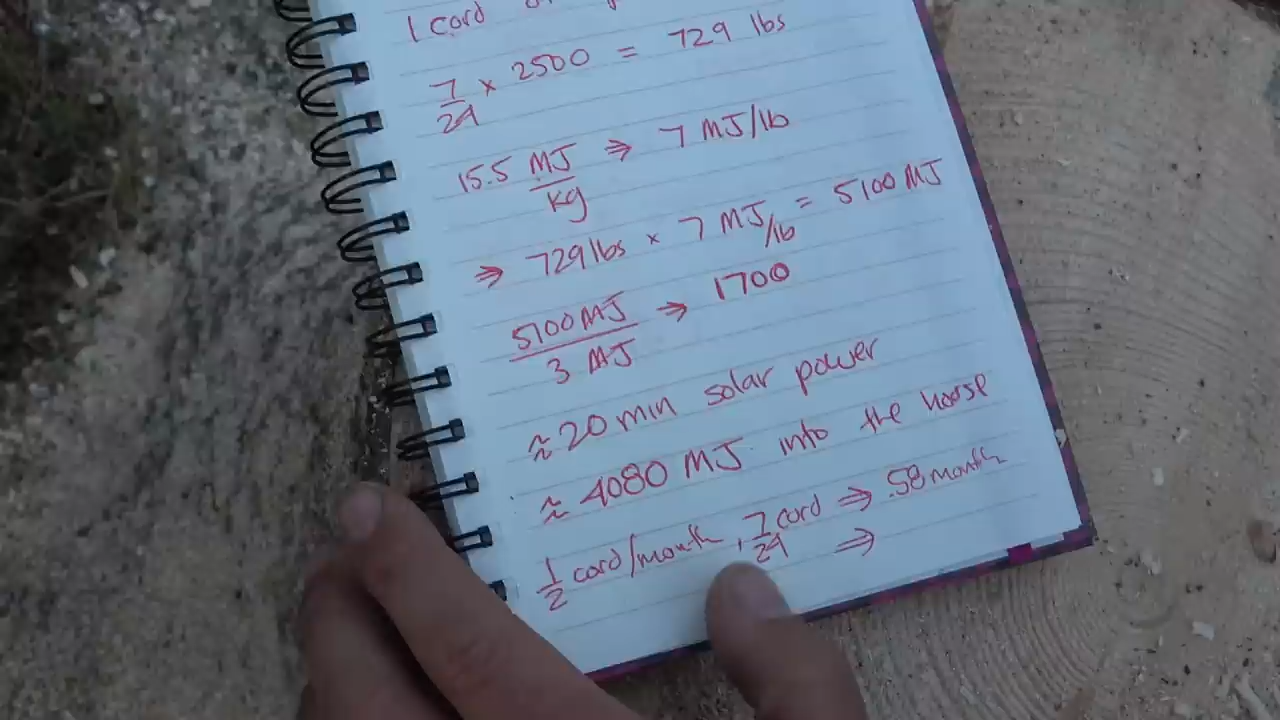 1 cord
7/24 × 2500 = 729 lbs
15.5 MJ/kg ⇒ 7 MJ/lb
⇒ 729 lbs × 7 MJ/lb = 5100 MJ
5100 MJ/3 MJ ⇒ 1700
≈ 20 min solar power
≈ 4080 MJ into the house
1/2 cord/month, 7/24 cord ⇒ .58 month
⇒